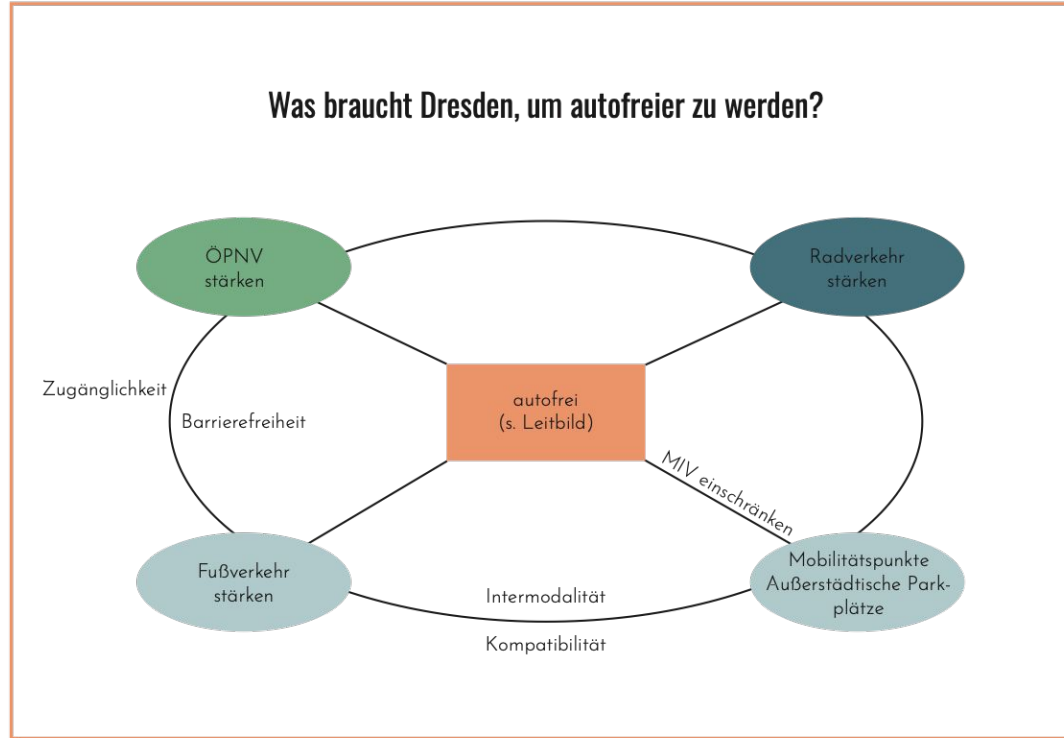 Was braucht Dresden, um autofreier zu werden?
ÖPNV
stärken
Radverkehr
stärken
Zugänglichkeit
Barrierefreiheit
autofrei
(s. Leitbild)
MIV einschränken
Fußverkehr
stärken
Mobilitätspunkte
Außerstädtische Park-
plätze
Intermodalität
Kompatibilität